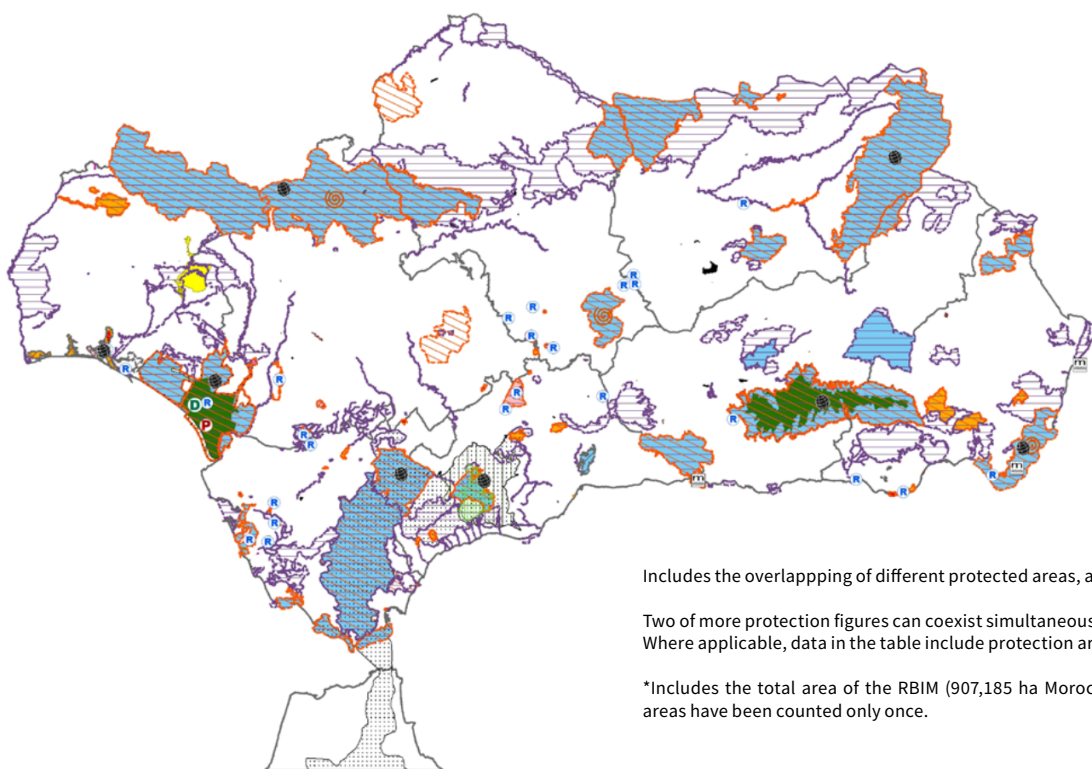 R
R
R
R
R
R
R
R
R
R
R
R
R
D
R
P
R
R
R
R
R
R
R
R
R
m
m
m
Includes the overlappping of different protected areas, a
Two of more protection figures can coexist simultaneous
Where applicable, data in the table include protection ar
*Includes the total area of the RBIM (907,185 ha Moroc
areas have been counted only once.